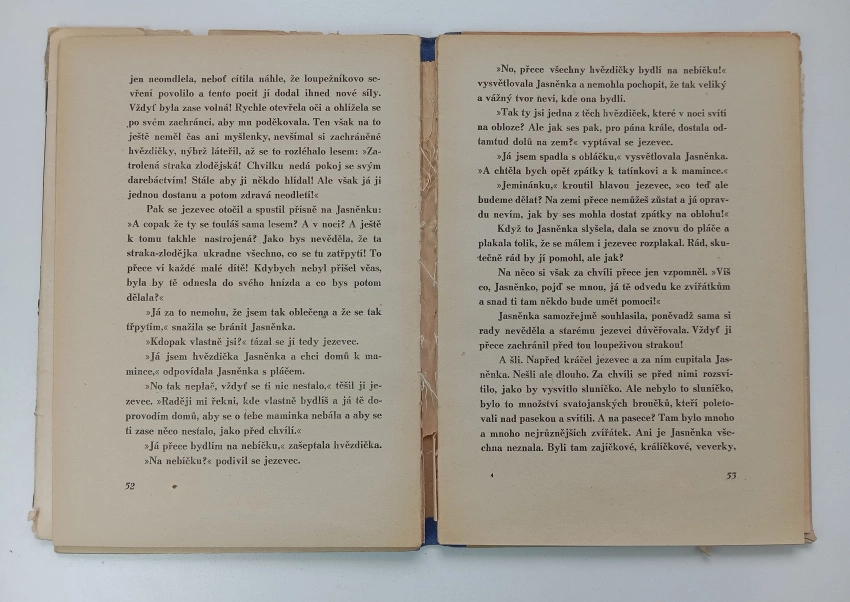 jen neomdlela, neboť cítila náhle, že loupežníkovo se-
vření povolilo a tento pocit jí dodal ihned nové síly.
Vždyť byla zase volná! Rychle otevřela oči a ohlížela se
po svém zachránci, aby mu poděkovala. Ten však na to
ještě neměl čas ani myšlenky, nevšímal si zachráněné
hvězdičky, nýbrž láteřil, až se to rozléhalo lesem: »Za-
trolená straka zlodějská! Chvilku nedá pokoj se svým
darebáctvím! Stále aby ji někdo hlídal! Ale však já ji
jednou dostanu a potom zdravá neodletí!«
Pak se jezevec otočil a spustil přísně na Jasněnku:
»A copak že ty se touláš sama lesem? A v noci? A ještě
k tomu takhle nastrojená? Jako bys nevěděla, že ta
straka-zlodějka ukradne všechno, co se tu zatřpytí! To
přece ví každé malé dítě! Kdybych nebyl přišel včas,
byla by tě odnesla do svého hnízda a co bys potom
dělala?«
»Já za to nemohu, že jsem tak oblečena a že se tak
třpytím,« snažila se bránit Jasněnka.
»Kdopak vlastně jsi?« tázal se jí tedy jezevec.
»Já jsem hvězdička Jasněnka a chci domů k ma-
mince,« odpovídala Jasněnka s pláčem.
»No tak neplač, vždyť se ti nic nestalo,« těšil ji je-
zevec. »Raději mi řekni, kde vlastně bydlíš a já tě do-
provodím domů, aby se o tebe maminka nebála a aby se
ti zase něco nestalo, jako před chvílí.«
»Já přece bydlím na nebíčku,« zašeptala hvězdička.
»Na nebíčku?« podivil se jezevec.
52
»No, přece všechny hvězdičky bydlí na nebíčku!«
vysvětlovala Jasněnka a nemohla pochopit, že tak veliký
a vážný tvor neví, kde ona bydlí.
»Tak ty jsi jedna z těch hvězdiček, které v noci svítí
na obloze? Ale jak ses pak, pro pána krále, dostala od-
tamtud dolů na zem?« vyptával se jezevec.
»Já jsem spadla s obláčku,« vysvětlovala Jasněnka.
»A chtěla bych opět zpátky k tatínkovi a k mamince.«
»Jemináku,« kroutil hlavou jezevec, »co teď ale
budeme dělat? Na zemi přece nemůžeš zůstat a já oprav-
du nevím, jak by ses mohla dostat zpátky na oblohu!«
Když to Jasněnka slyšela, dala se znovu do pláče a
plakala tolik, že se málem i jezevec rozplakal. Rád, sku-
tečně rád by jí pomohl, ale jak?
Na něco si však za chvíli přece jen vzpomněl. »Víš
co, Jasněnko, pojď se mnou, já tě odvedu ke zvířátkům
a snad ti tam někdo bude umět pomoci!«
Jasněnka samozřejmě souhlasila, poněvadž sama si
rady nevěděla a starému jezevci důvěřovala. Vždyť ji
přece zachránil před tou loupeživou strakou!
A šli. Napřed kráčel jezevec a za ním cupitala Jas-
něnka. Nešli ale dlouho. Za chvíli se před nimi rozsví-
tilo, jako by vysvitlo sluníčko. Ale nebylo to sluníčko,
bylo to množství svatojanských broučků, kteří poleto-
vali nad pasekou a svítili. A na pasece? Tam bylo mnoho
a mnoho nejrůznějších zvířátek. Ani je Jasněnka vše-
chna neznala. Byli tam zajíčkové, králíčkové, veverky,
53